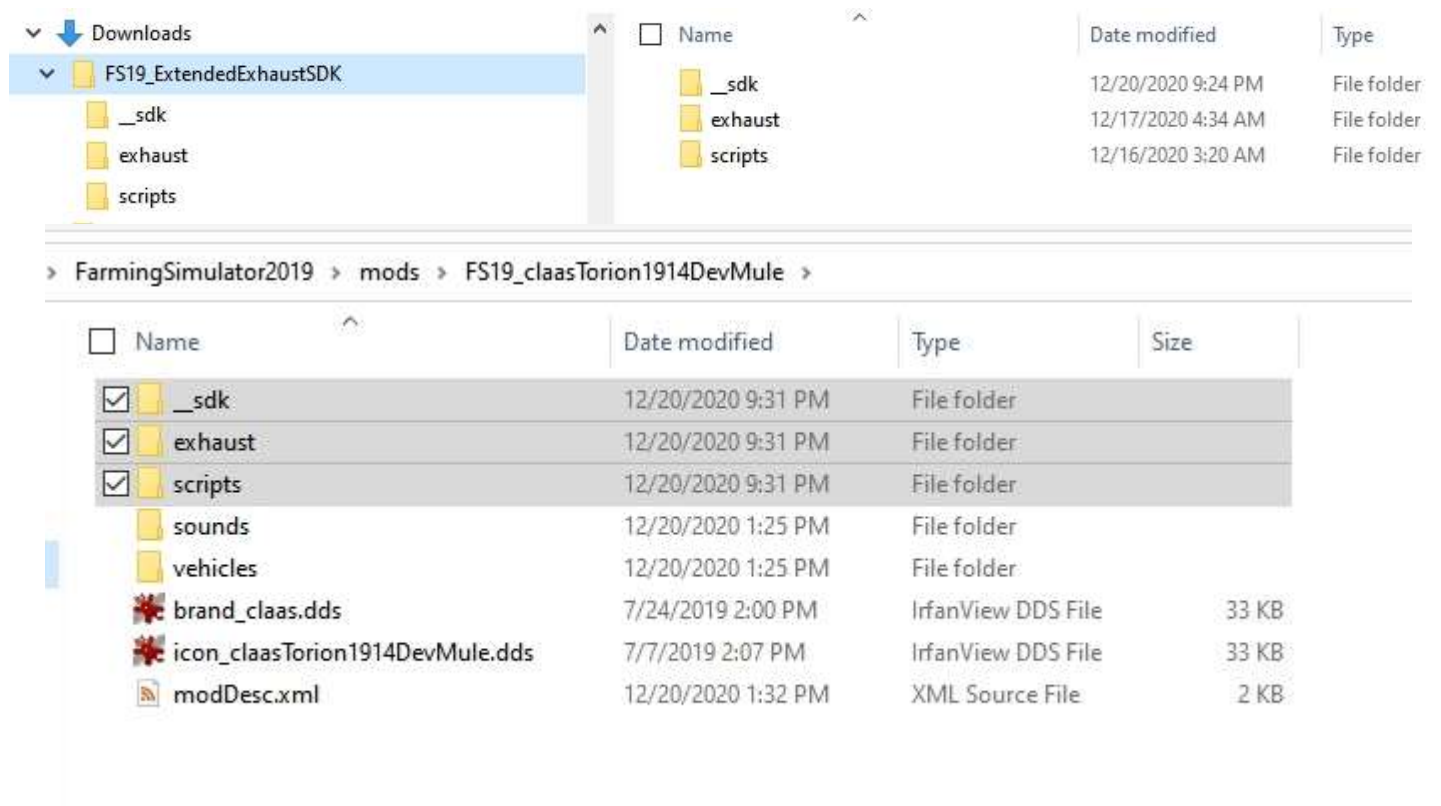 Downloads
Name Date modified Type
FS19_ExtendedExhaustSDK
__sdk 12/20/2020 9:24 PM File folder
__sdk
exhaust 12/17/2020 4:34 AM File folder
exhaust
scripts 12/16/2020 3:20 AM File folder
scripts
FarmingSimulator2019 > mods > FS19_claasTorion1914DevMule >
Name Date modified Type Size
__sdk 12/20/2020 9:31 PM File folder
exhaust 12/20/2020 9:31 PM File folder
scripts 12/20/2020 9:31 PM File folder
sounds 12/20/2020 1:25 PM File folder
vehicles 12/20/2020 1:25 PM File folder
brand_claas.dds 7/24/2019 2:00 PM IrfanView DDS File 33 KB
icon_claasTorion1914DevMule.dds 7/7/2019 2:07 PM IrfanView DDS File 33 KB
modDesc.xml 12/20/2020 1:32 PM XML Source File 2 KB